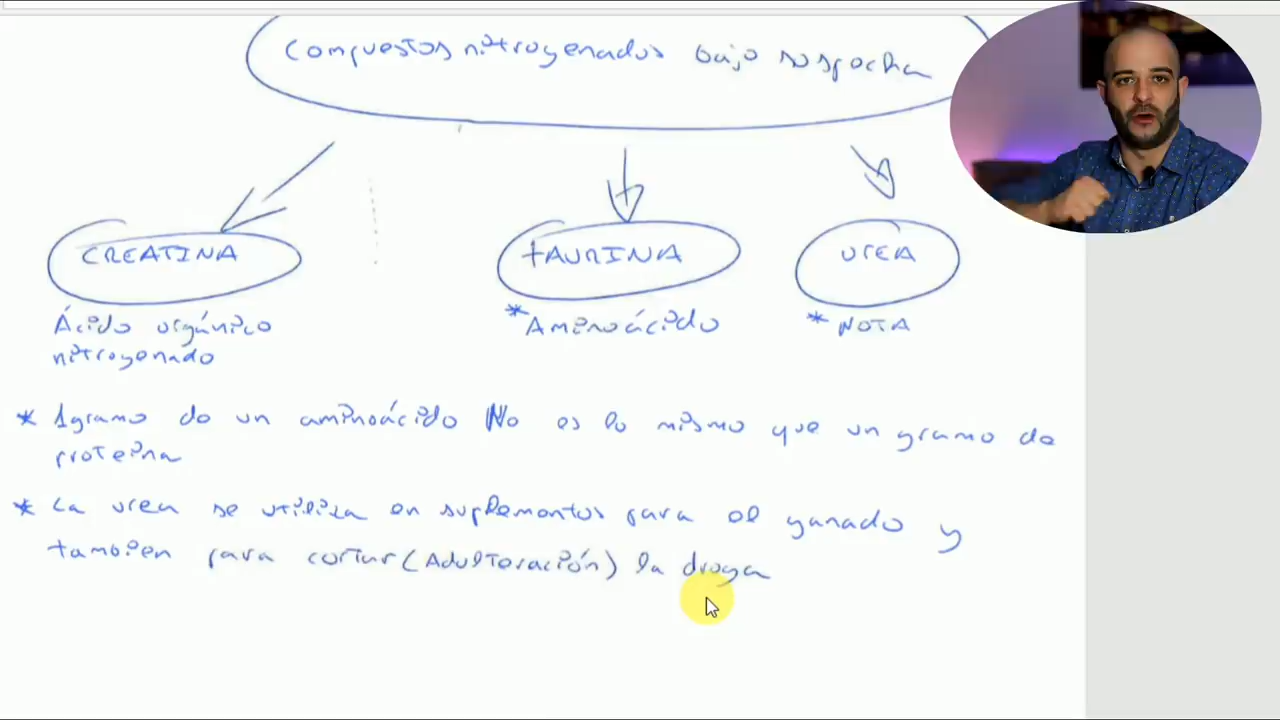 Compuestos nitrogenados bajo sospecha
CREATINA
TAURINA
UREA
Ácido orgánico
nitrogenado
*Aminoácido
*NOTA
* 1gramo de un aminoácido No es lo mismo que un gramo de
proteína
* La urea se utiliza en suplementos para el ganado y
también para cortar (Adulteración) la droga